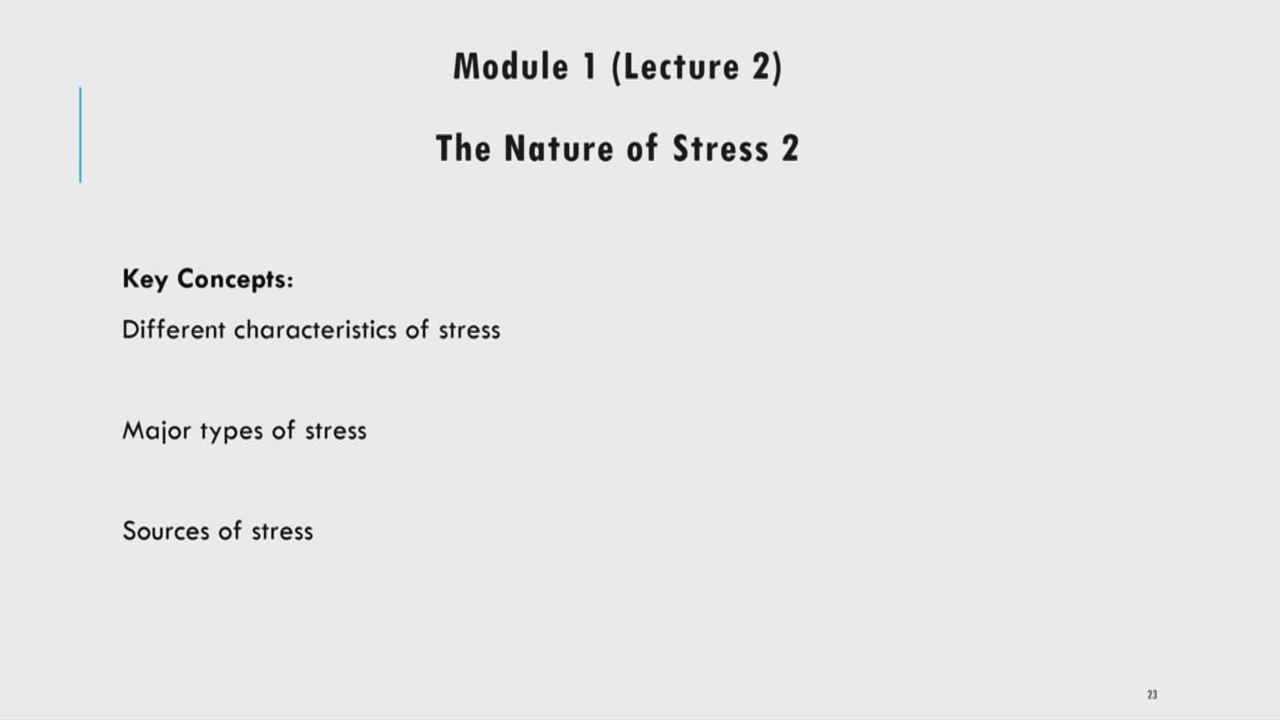 Module 1 (Lecture 2)
The Nature of Stress 2
Key Concepts:
Different characteristics of stress
Major types of stress
Sources of stress
23